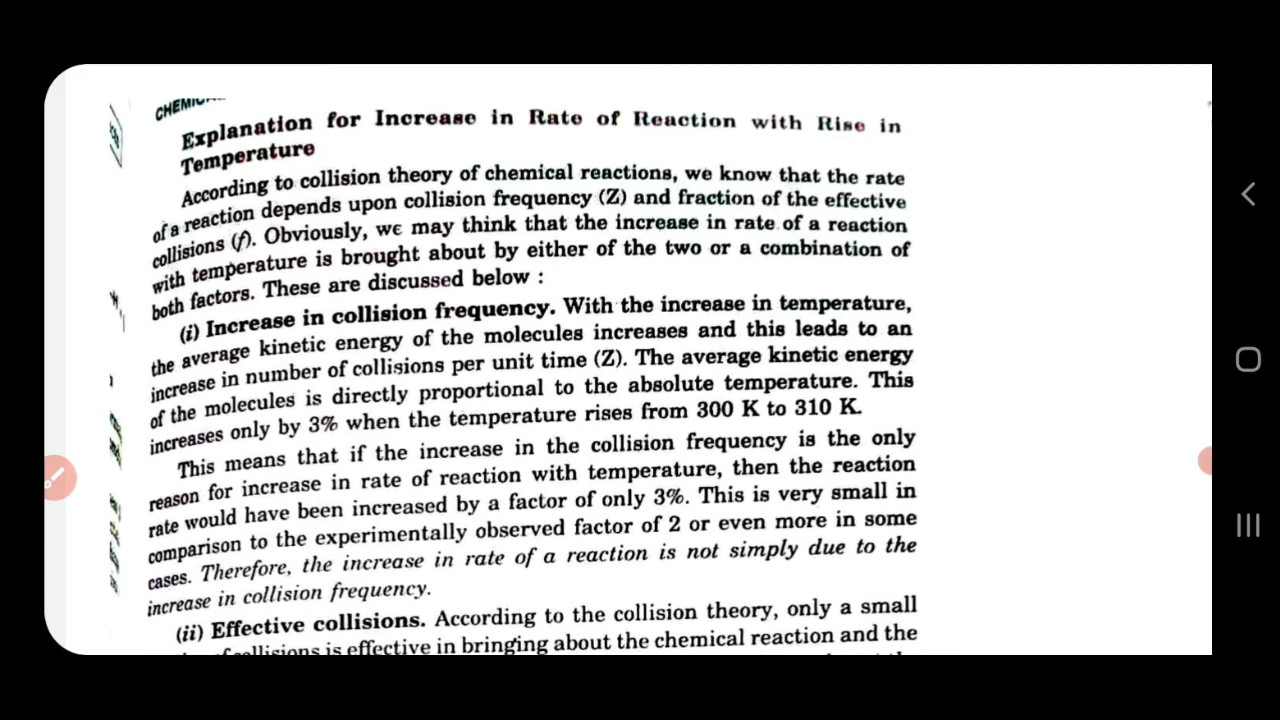 Explanation for Increase in Rate of Reaction with Rise in
Temperature
According to collision theory of chemical reactions, we know that the rate
of a reaction depends upon collision frequency (Z) and fraction of the effective
collisions (f). Obviously, we may think that the increase in rate of a reaction
with temperature is brought about by either of the two or a combination of
both factors. These are discussed below :
(i) Increase in collision frequency. With the increase in temperature,
the average kinetic energy of the molecules increases and this leads to an
increase in number of collisions per unit time (Z). The average kinetic energy
of the molecules is directly proportional to the absolute temperature. This
increases only by 3% when the temperature rises from 300 K to 310 K.
This means that if the increase in the collision frequency is the only
reason for increase in rate of reaction with temperature, then the reaction
rate would have been increased by a factor of only 3%. This is very small in
comparison to the experimentally observed factor of 2 or even more in some
cases. Therefore, the increase in rate of a reaction is not simply due to the
increase in collision frequency.
(ii) Effective collisions. According to the collision theory, only a small
collisions is effective in bringing about the chemical reaction and the